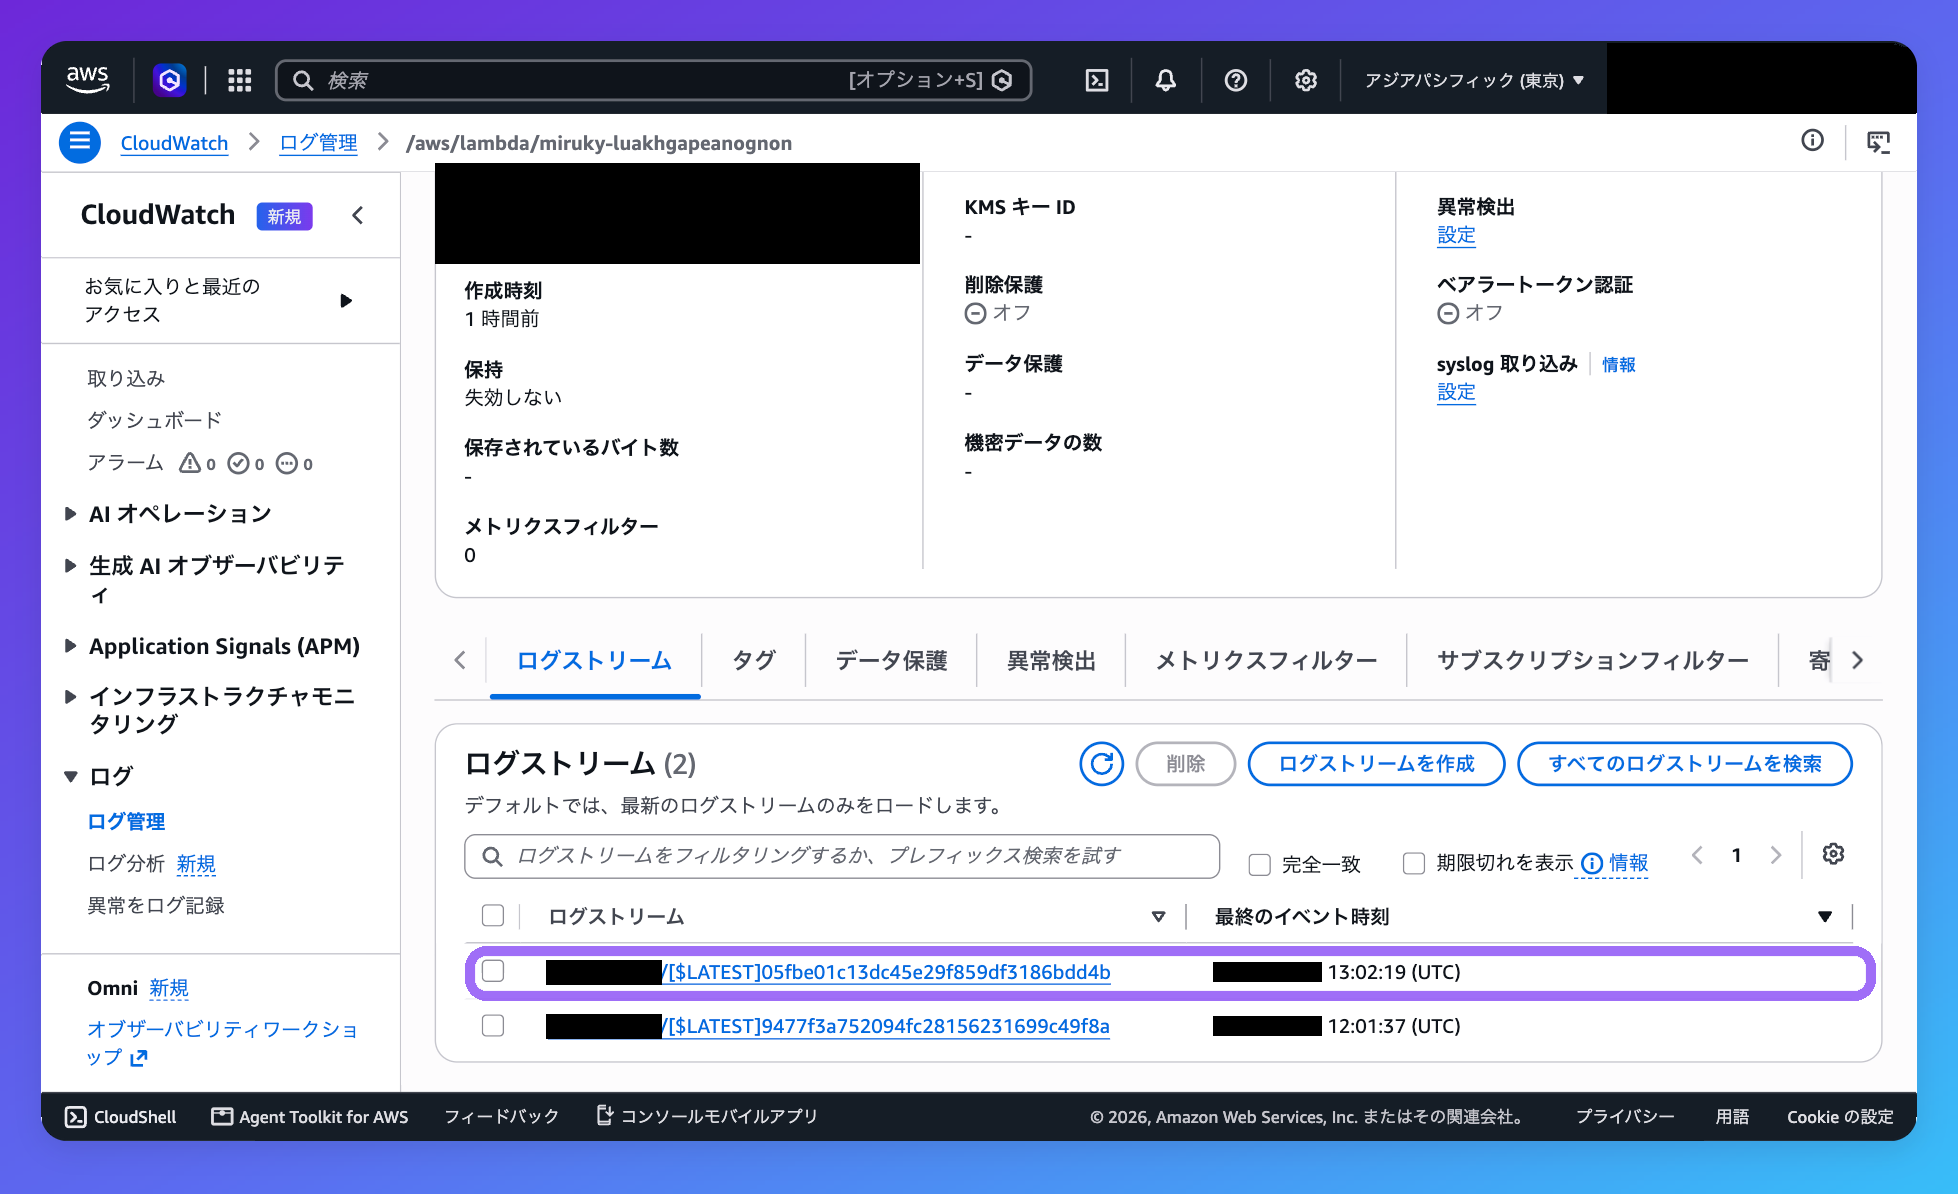 aws
検索
[オプション+S]
アジアパシフィック (東京)
CloudWatch
ログ管理
/aws/lambda/miruky-luakhgapeanognon
CloudWatch
新規
お気に入りと最近の
アクセス
取り込み
ダッシュボード
アラーム 0 0 0
AI オペレーション
生成 AI オブザーバビリテ
ィ
Application Signals (APM)
インフラストラクチャモニ
タリング
ログ
ログ管理
ログ分析 新規
異常をログ記録
Omni 新規
オブザーバビリティワークショ
ップ
作成時刻
1 時間前
保持
失効しない
保存されているバイト数
-
メトリクスフィルター
0
KMS キー ID
-
削除保護
オフ
データ保護
-
機密データの数
-
異常検出
設定
ベアラートークン認証
オフ
syslog 取り込み 情報
設定
ログストリーム
タグ
データ保護
異常検出
メトリクスフィルター
サブスクリプションフィルター
寄
ログストリーム (2)
削除
ログストリームを作成
すべてのログストリームを検索
デフォルトでは、最新のログストリームのみをロードします。
ログストリームをフィルタリングするか、プレフィックス検索を試す
完全一致
期限切れを表示 情報
1
ログストリーム
最終のイベント時刻
/[$LATEST]05fbe01c13dc45e29f859df3186bdd4b 13:02:19 (UTC)
/[$LATEST]9477f3a752094fc28156231699c49f8a 12:01:37 (UTC)
CloudShell
Agent Toolkit for AWS
フィードバック
コンソールモバイルアプリ
© 2026, Amazon Web Services, Inc. またはその関連会社。
プライバシー
用語
Cookie の設定